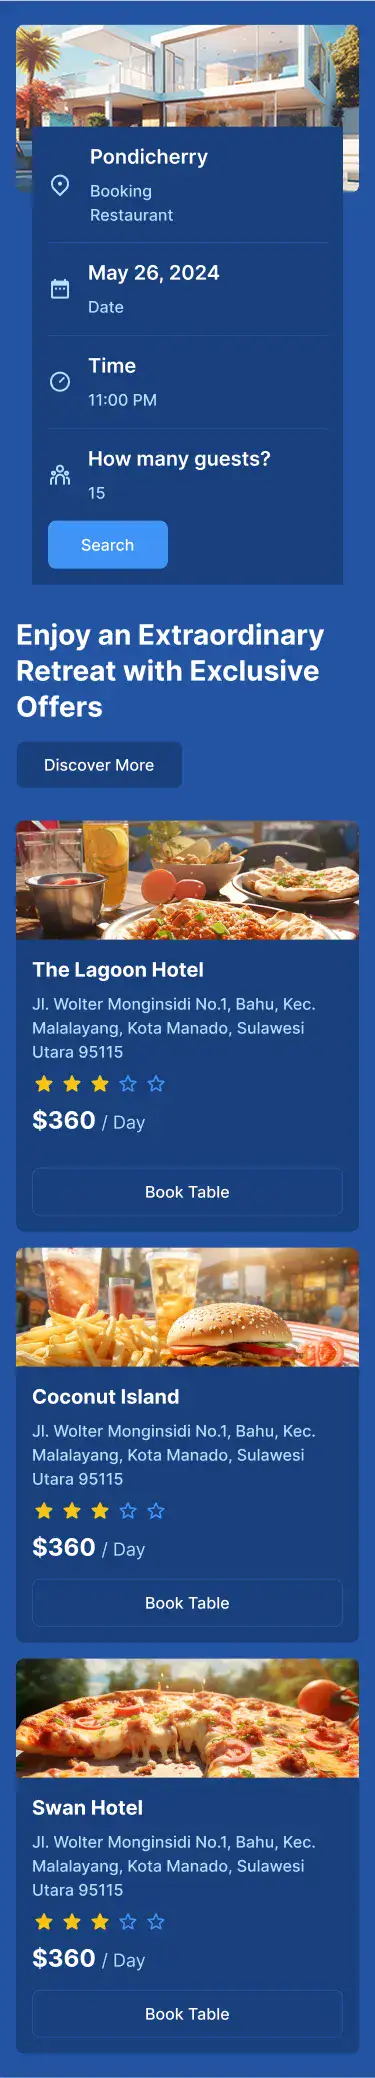 Pondicherry
Booking
Restaurant
May 26, 2024
Date
Time
11:00 PM
How many guests?
15
Search
Enjoy an Extraordinary
Retreat with Exclusive
Offers
Discover More
The Lagoon Hotel
Jl. Wolter Monginsidi No.1, Bahu, Kec.
Malalayang, Kota Manado, Sulawesi
Utara 95115
$360 / Day
Book Table
Coconut Island
Jl. Wolter Monginsidi No.1, Bahu, Kec.
Malalayang, Kota Manado, Sulawesi
Utara 95115
$360 / Day
Book Table
Swan Hotel
Jl. Wolter Monginsidi No.1, Bahu, Kec.
Malalayang, Kota Manado, Sulawesi
Utara 95115
$360 / Day
Book Table